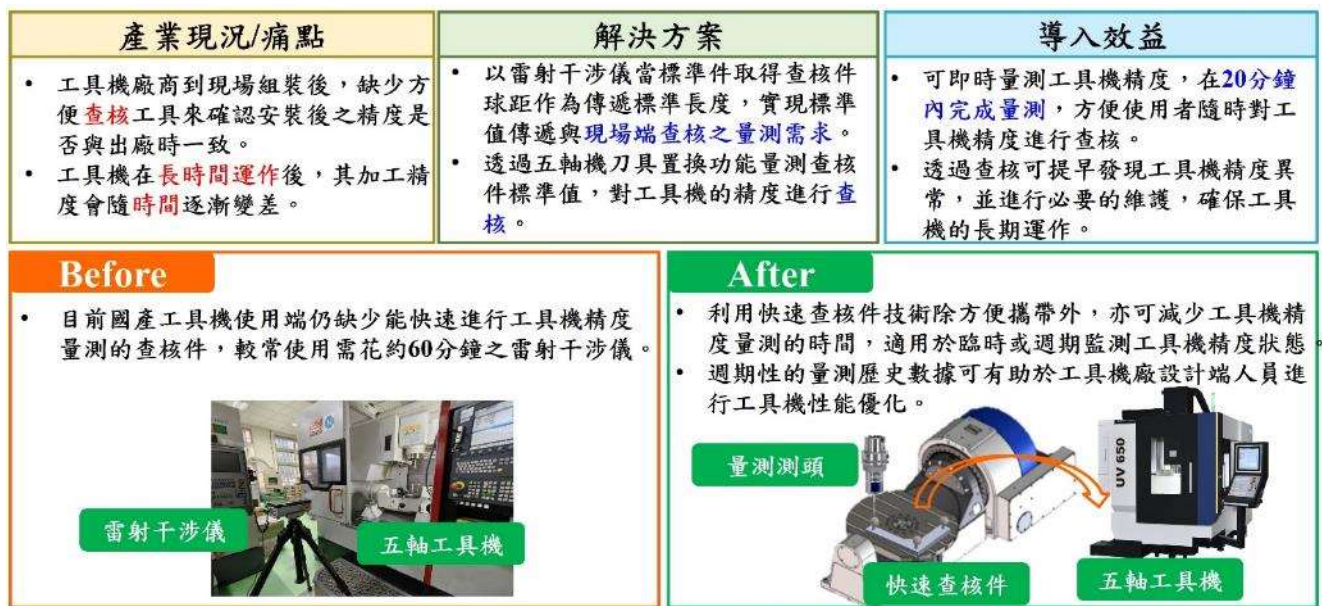 產業現況/痛點
• 工具機廠商到現場組裝後，缺少方
便查核工具來確認安裝後之精度是
否與出廠時一致。
• 工具機在長時間運作後，其加工精
度會隨時間逐漸變差。
解決方案
• 以雷射干涉儀當標準件取得查核件
球距作為傳遞標準長度，實現標準
值傳遞與現場端查核之量測需求。
• 透過五軸機刀具置換功能量測查核
件標準值，對工具機的精度進行查
核。
導入效益
• 可即時量測工具機精度，在20分鐘
內完成量測，方便使用者隨時對工
具機精度進行查核。
• 透過查核可提早發現工具機精度異
常，並進行必要的維護，確保工具
機的長期運作。
Before
• 目前國產工具機使用端仍缺少能快速進行工具機精度
量測的查核件，較常使用需花約60分鐘之雷射干涉儀。
雷射干涉儀
五軸工具機
After
• 利用快速查核件技術除方便攜帶外，亦可減少工具機精
度量測的時間，適用於臨時或週期監測工具機精度狀態。
• 週期性的量測歷史數據可有助於工具機廠設計端人員進
行工具機性能優化。
量測測頭
快速查核件
UV 650
五軸工具機